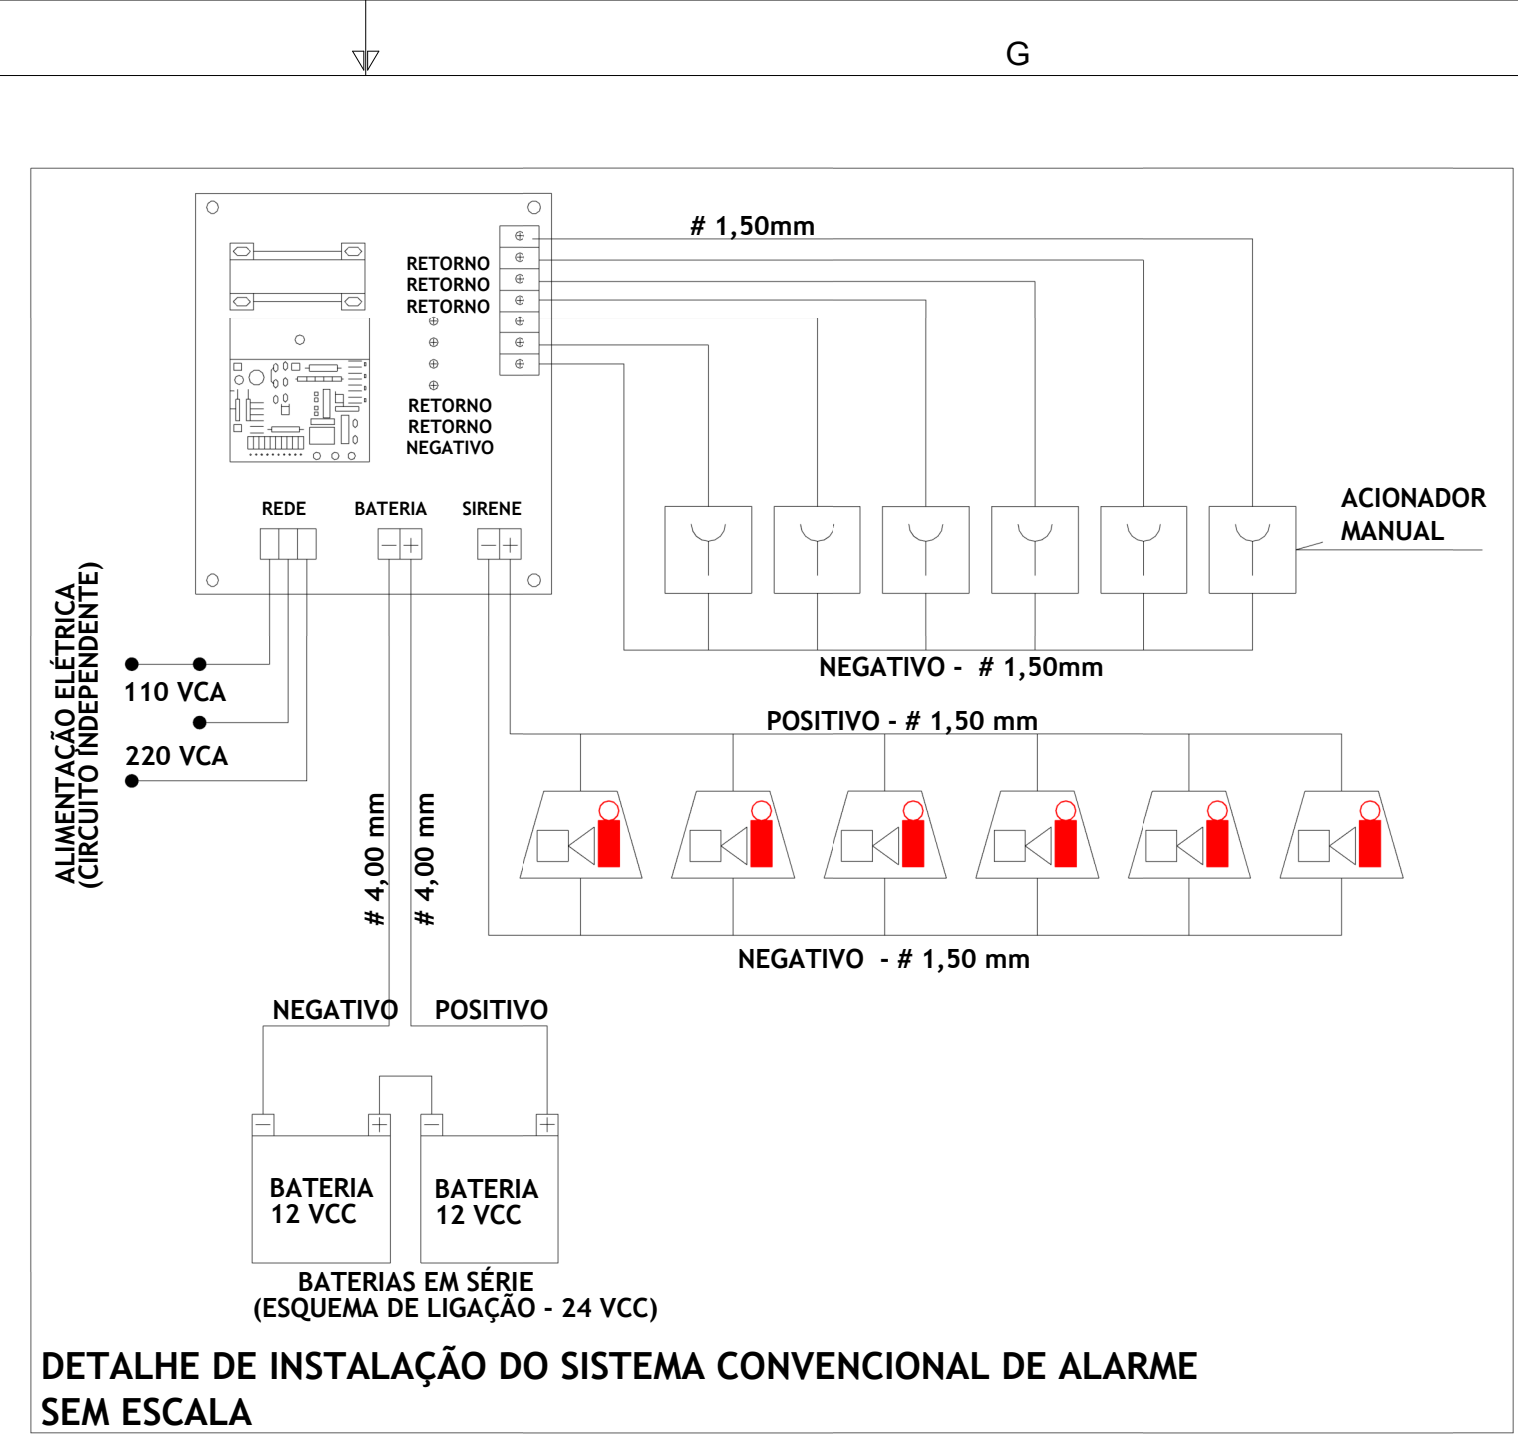 G
# 1,50mm
RETORNO
RETORNO
RETORNO
RETORNO
RETORNO
NEGATIVO
REDE
BATERIA
SIRENE
ACIONADOR
MANUAL
ALIMENTAÇÃO ELÉTRICA
(CIRCUITO INDEPENDENTE)
110 VCA
220 VCA
NEGATIVO - # 1,50mm
POSITIVO - # 1,50 mm
# 4,00 mm
# 4,00 mm
NEGATIVO - # 1,50 mm
NEGATIVO
POSITIVO
BATERIA
12 VCC
BATERIA
12 VCC
BATERIAS EM SÉRIE
(ESQUEMA DE LIGAÇÃO - 24 VCC)
DETALHE DE INSTALAÇÃO DO SISTEMA CONVENCIONAL DE ALARME
SEM ESCALA